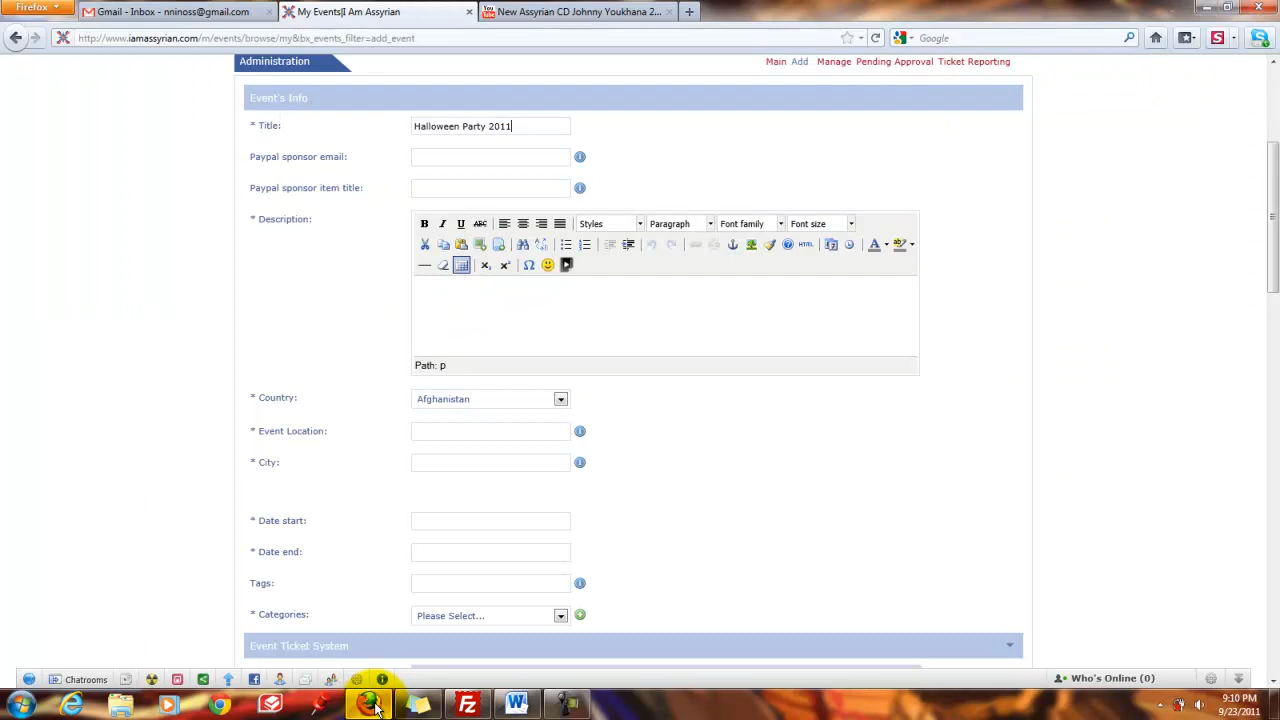 Firefox
Gmail - Inbox - nninoss@gmail.com
My Events | I Am Assyrian
New Assyrian CD Johnny Youkhana 2...
http://www.iamassyrian.com/m/events/browse/my&bx_events_filter=add_event
Google
Administration
Main Add Manage Pending Approval Ticket Reporting
Event's Info
* Title:
Halloween Party 2011
Paypal sponsor email:
Paypal sponsor item title:
* Description:
B I U ABC Styles Paragraph Font family Font size
HTML A ab
x₂ x² Ω
Path: p
* Country:
Afghanistan
* Event Location:
* City:
* Date start:
* Date end:
Tags:
* Categories:
Please Select...
Event Ticket System
Chatrooms
Who's Online (0)
9:10 PM
9/23/2011